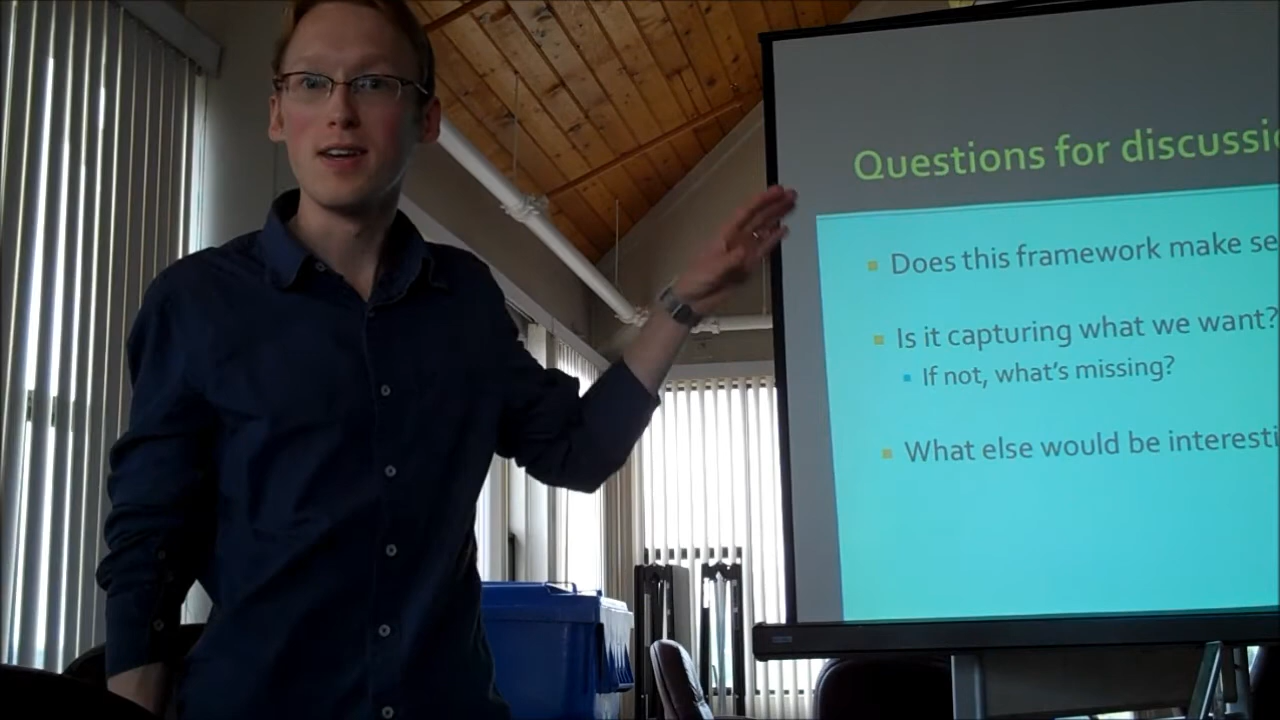 Questions for discussi
Does this framework make se
Is it capturing what we want?
If not, what's missing?
What else would be interesti